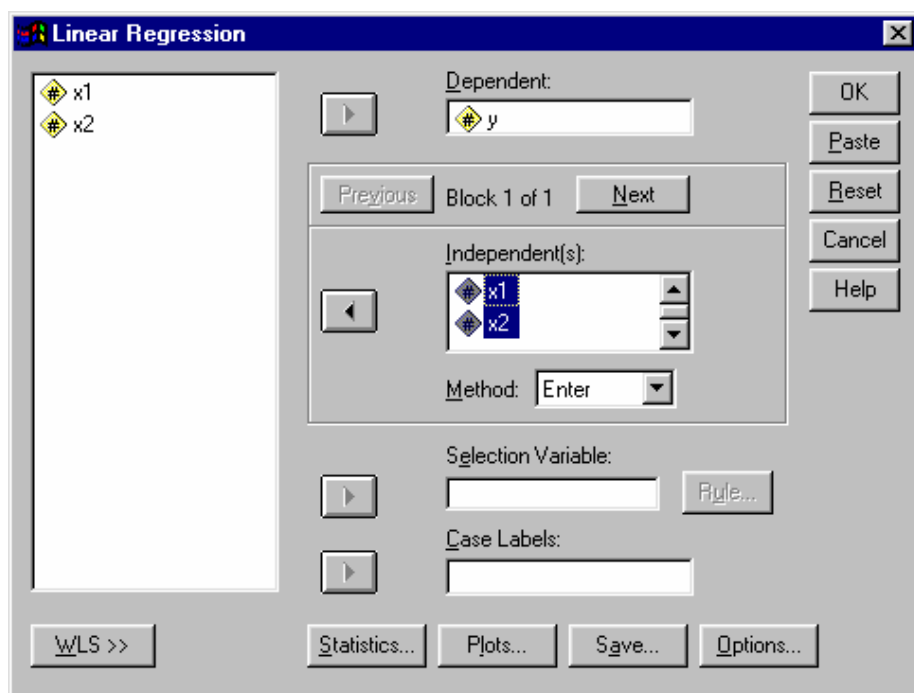 Linear Regression
x1
x2
Dependent:
y
Previous
Block 1 of 1
Next
Independent(s):
x1
x2
Method:
Enter
Selection Variable:
Rule...
Case Labels:
OK
Paste
Reset
Cancel
Help
WLS >>
Statistics...
Plots...
Save...
Options...